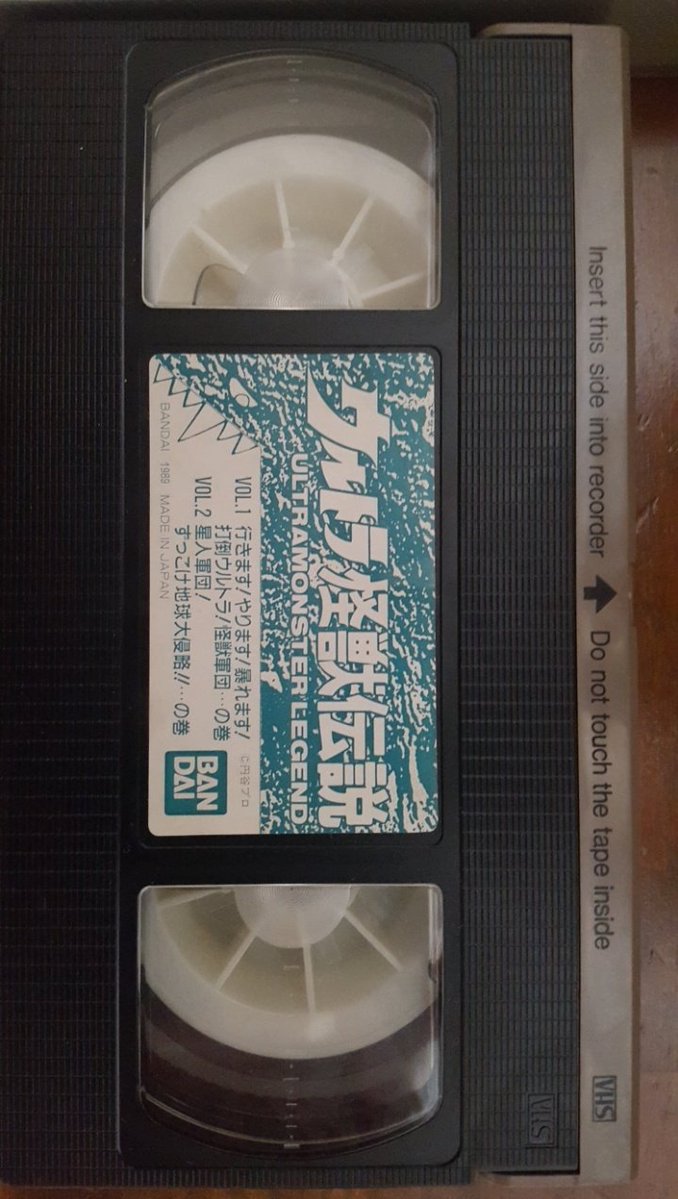 Insert this side into recorder ⬆ Do not touch the tape inside
VHS
VHS
ウルトラ怪獣伝説
ULTRAMONSTER LEGEND
©円谷プロ
VOL.1 行きます!やります!暴れます!
打倒ウルトラ!怪獣軍団…の巻
VOL.2 星人軍団!
ずっこけ地球大侵略!!…の巻
BANDAI 1989 MADE IN JAPAN
BAN
DAI